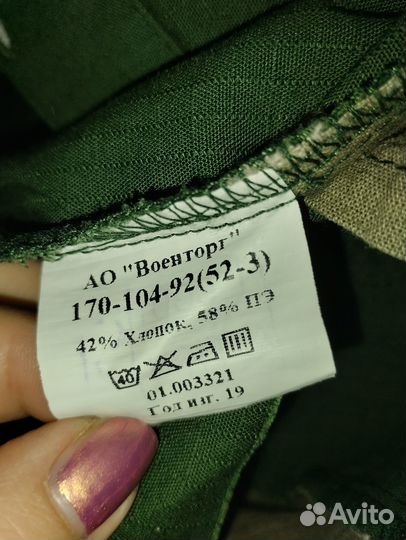 АО "Военторг"
170-104-92(52-3)
42% Хлопок, 58% ПЭ
40
01.003321
Год изг. 19
Avito